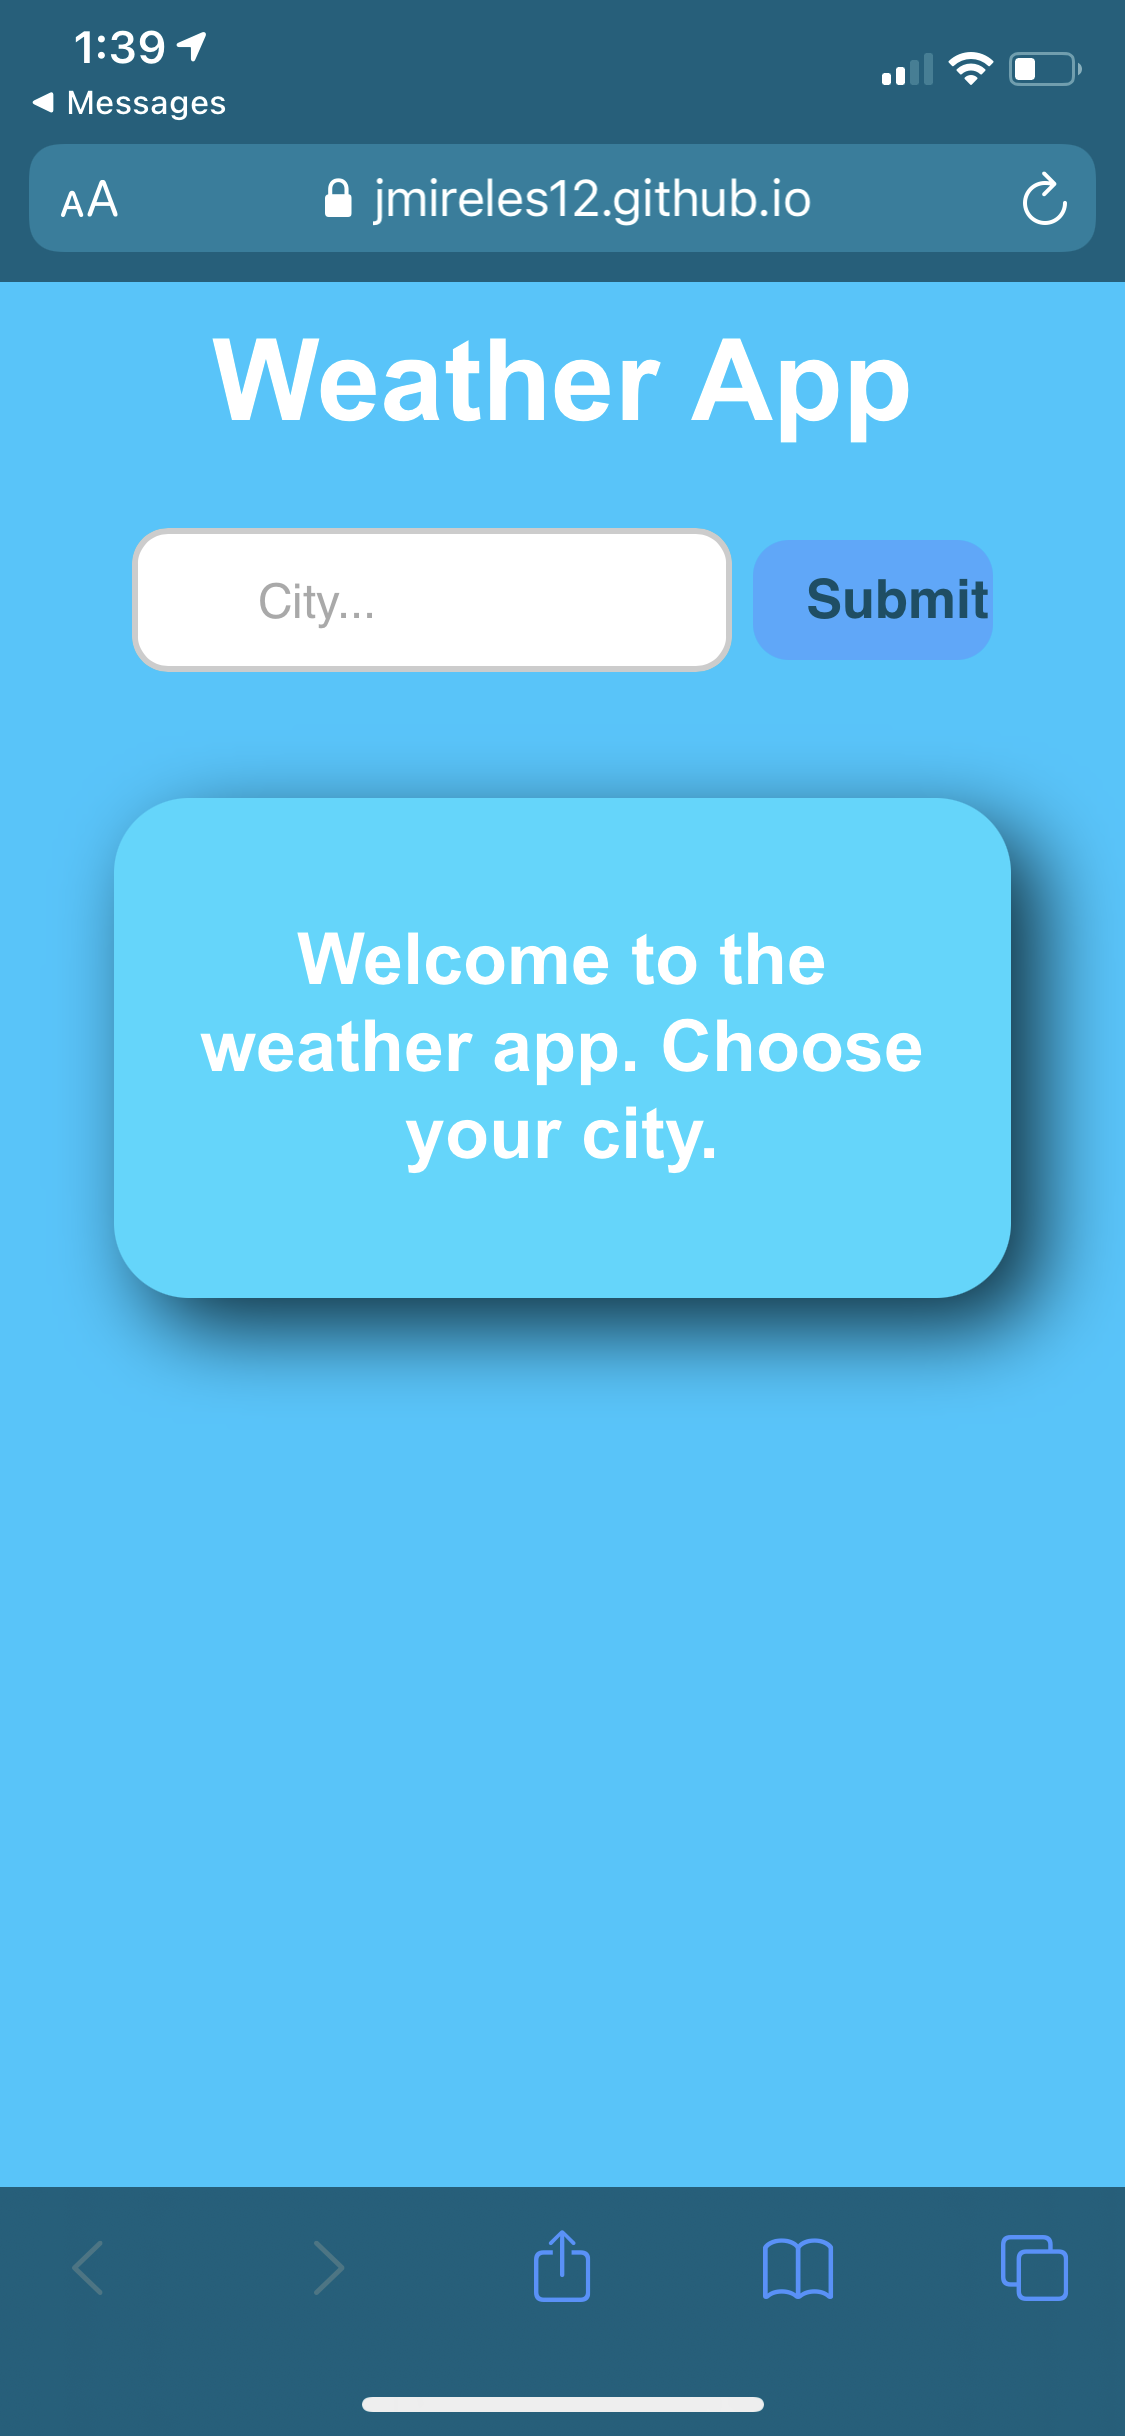 1:39
Messages
AA
jmireles12.github.io
Weather App
City...
Submit
Welcome to the
weather app. Choose
your city.